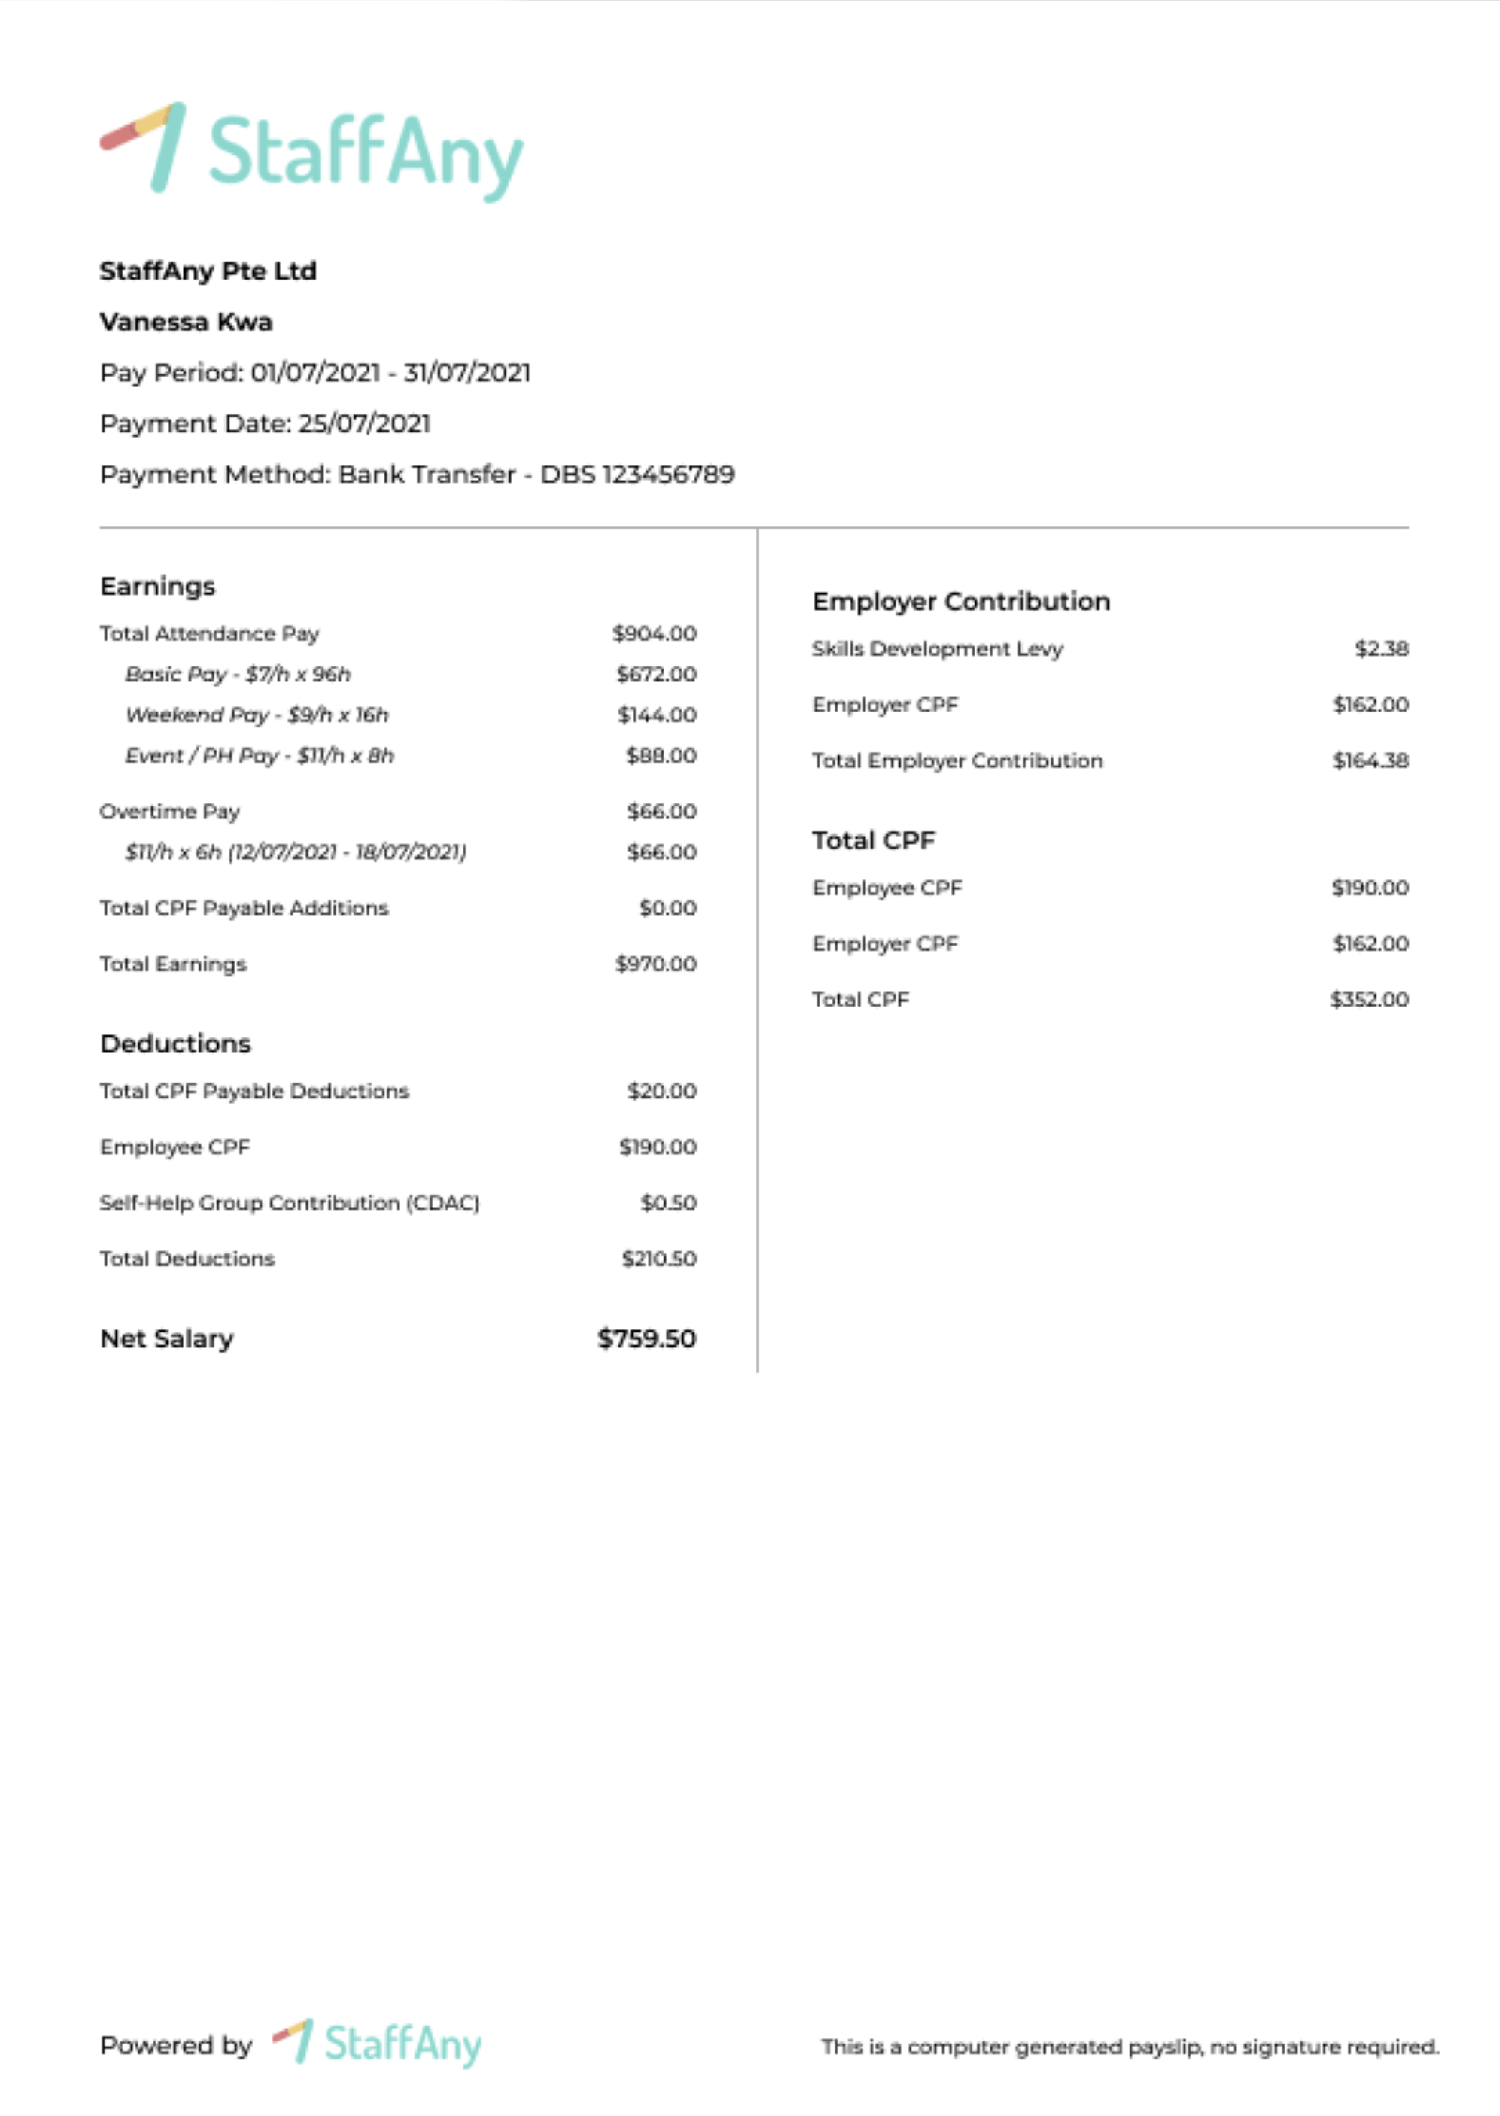 StaffAny
StaffAny Pte Ltd
Vanessa Kwa
Pay Period: 01/07/2021 - 31/07/2021
Payment Date: 25/07/2021
Payment Method: Bank Transfer - DBS 123456789
Earnings
Total Attendance Pay $904.00
Basic Pay - $7/h x 96h $672.00
Weekend Pay - $9/h x 16h $144.00
Event / PH Pay - $11/h x 8h $88.00
Overtime Pay $66.00
$11/h x 6h (12/07/2021 - 18/07/2021) $66.00
Total CPF Payable Additions $0.00
Total Earnings $970.00
Deductions
Total CPF Payable Deductions $20.00
Employee CPF $190.00
Self-Help Group Contribution (CDAC) $0.50
Total Deductions $210.50
Net Salary $759.50
Employer Contribution
Skills Development Levy $2.38
Employer CPF $162.00
Total Employer Contribution $164.38
Total CPF
Employee CPF $190.00
Employer CPF $162.00
Total CPF $352.00
Powered by StaffAny
This is a computer generated payslip, no signature required.